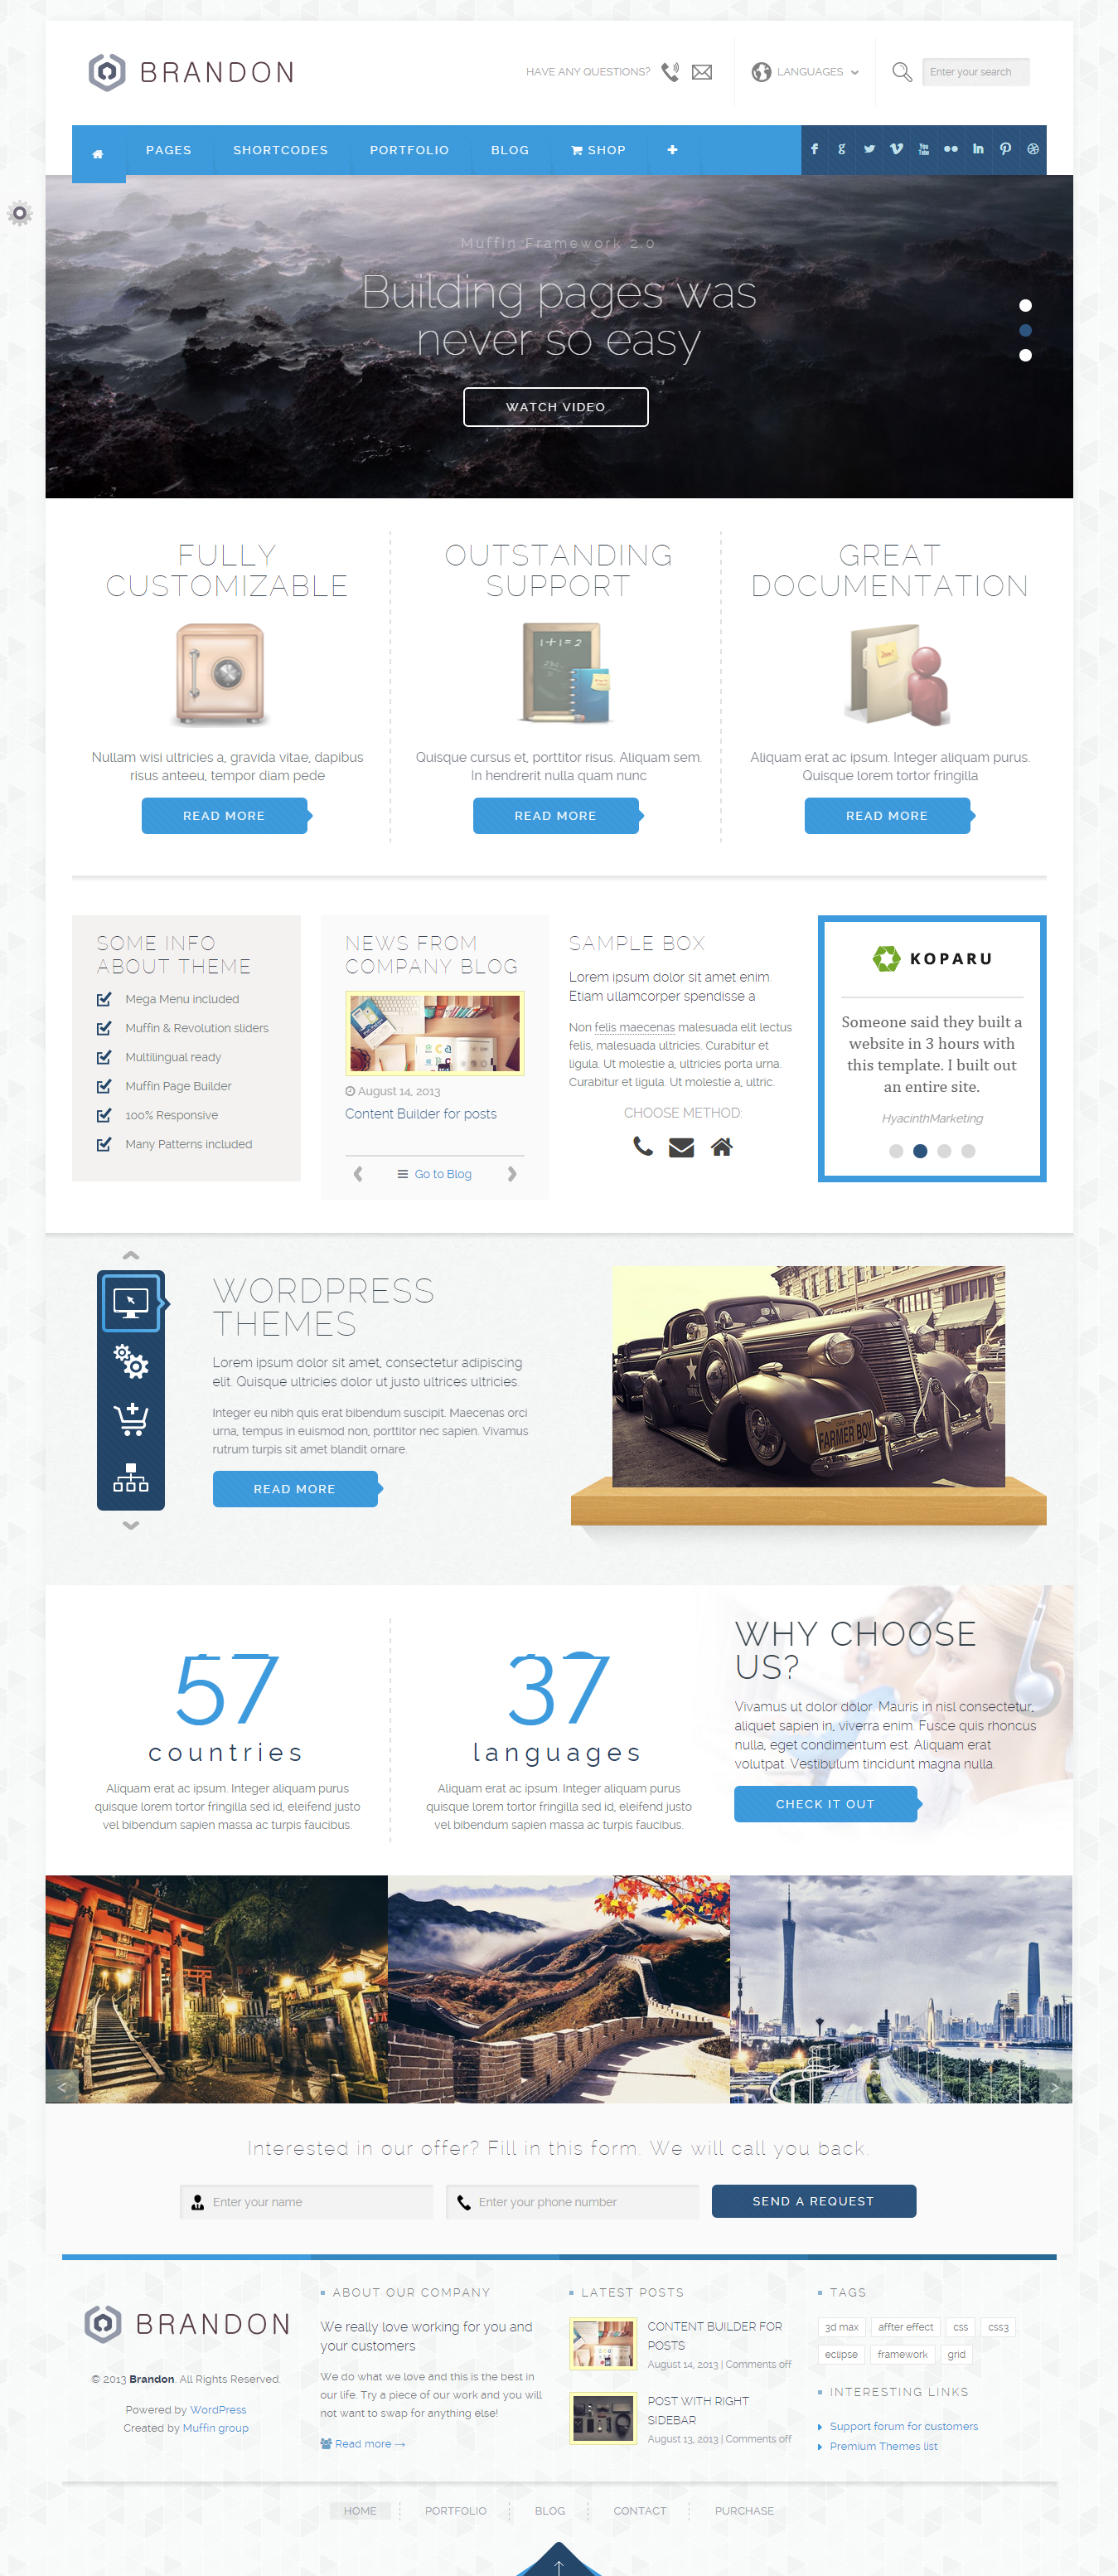 BRANDON
HAVE ANY QUESTIONS?
LANGUAGES
Enter your search
PAGES
SHORTCODES
PORTFOLIO
BLOG
SHOP
Muffin Framework 2.0
Building pages was
never so easy
WATCH VIDEO
FULLY
CUSTOMIZABLE
Nullam wisi ultricies a, gravida vitae, dapibus
risus anteeu, tempor diam pede
READ MORE
OUTSTANDING
SUPPORT
1+1=2
Quisque cursus et, porttitor risus. Aliquam sem.
In hendrerit nulla quam nunc
READ MORE
GREAT
DOCUMENTATION
Aliquam erat ac ipsum. Integer aliquam purus.
Quisque lorem tortor fringilla
READ MORE
SOME INFO
ABOUT THEME
Mega Menu included
Muffin & Revolution sliders
Multilingual ready
Muffin Page Builder
100% Responsive
Many Patterns included
NEWS FROM
COMPANY BLOG
August 14, 2013
Content Builder for posts
Go to Blog
SAMPLE BOX
Lorem ipsum dolor sit amet enim.
Etiam ullamcorper spendisse a
Non felis maecenas malesuada elit lectus
felis, malesuada ultricies. Curabitur et
ligula. Ut molestie a, ultricies porta urna.
Curabitur et ligula. Ut molestie a, ultric.
CHOOSE METHOD:
KOPARU
Someone said they built a
website in 3 hours with
this template. I built out
an entire site.
HyacinthMarketing
WORDPRESS
THEMES
Lorem ipsum dolor sit amet, consectetur adipiscing
elit. Quisque ultricies dolor ut justo ultrices ultricies.
Integer eu nibh quis erat bibendum suscipit. Maecenas orci
urna, tempus in euismod non, porttitor nec sapien. Vivamus
rutrum turpis sit amet blandit ornare.
READ MORE
FARMER BOY
57
countries
Aliquam erat ac ipsum. Integer aliquam purus
quisque lorem tortor fringilla sed id, eleifend justo
vel bibendum sapien massa ac turpis faucibus.
37
languages
Aliquam erat ac ipsum. Integer aliquam purus
quisque lorem tortor fringilla sed id, eleifend justo
vel bibendum sapien massa ac turpis faucibus.
WHY CHOOSE
US?
Vivamus ut dolor dolor. Mauris in nisl consectetur,
aliquet sapien in, viverra enim. Fusce quis rhoncus
nulla, eget condimentum est. Aliquam erat
volutpat. Vestibulum tincidunt magna nulla.
CHECK IT OUT
Interested in our offer? Fill in this form. We will call you back.
Enter your name
Enter your phone number
SEND A REQUEST
BRANDON
© 2013 Brandon. All Rights Reserved.
Powered by WordPress
Created by Muffin group
ABOUT OUR COMPANY
We really love working for you and
your customers
We do what we love and this is the best in
our life. Try a piece of our work and you will
not want to swap for anything else!
Read more →
LATEST POSTS
CONTENT BUILDER FOR
POSTS
August 14, 2013 | Comments off
POST WITH RIGHT
SIDEBAR
August 13, 2013 | Comments off
TAGS
3d max
affter effect
css
css3
eclipse
framework
grid
INTERESTING LINKS
Support forum for customers
Premium Themes list
HOME
PORTFOLIO
BLOG
CONTACT
PURCHASE